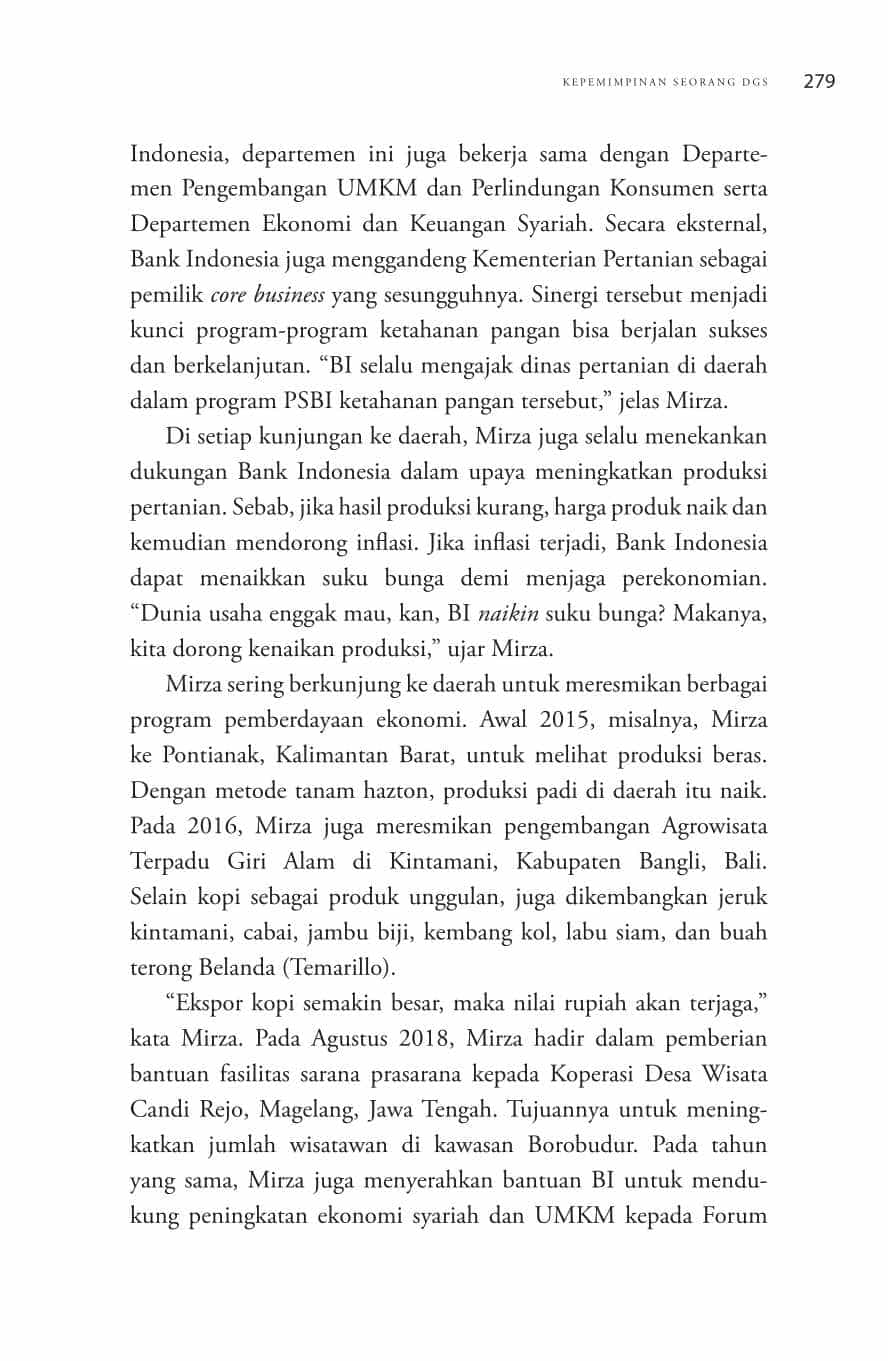 KEPEMIMPINAN SEORANG DGS 279
Indonesia, departemen ini juga bekerja sama dengan Departe-
men Pengembangan UMKM dan Perlindungan Konsumen serta
Departemen Ekonomi dan Keuangan Syariah. Secara eksternal,
Bank Indonesia juga menggandeng Kementerian Pertanian sebagai
pemilik core business yang sesungguhnya. Sinergi tersebut menjadi
kunci program-program ketahanan pangan bisa berjalan sukses
dan berkelanjutan. “BI selalu mengajak dinas pertanian di daerah
dalam program PSBI ketahanan pangan tersebut,” jelas Mirza.
Di setiap kunjungan ke daerah, Mirza juga selalu menekankan
dukungan Bank Indonesia dalam upaya meningkatkan produksi
pertanian. Sebab, jika hasil produksi kurang, harga produk naik dan
kemudian mendorong inflasi. Jika inflasi terjadi, Bank Indonesia
dapat menaikkan suku bunga demi menjaga perekonomian.
“Dunia usaha enggak mau, kan, BI naikin suku bunga? Makanya,
kita dorong kenaikan produksi,” ujar Mirza.
Mirza sering berkunjung ke daerah untuk meresmikan berbagai
program pemberdayaan ekonomi. Awal 2015, misalnya, Mirza
ke Pontianak, Kalimantan Barat, untuk melihat produksi beras.
Dengan metode tanam hazton, produksi padi di daerah itu naik.
Pada 2016, Mirza juga meresmikan pengembangan Agrowisata
Terpadu Giri Alam di Kintamani, Kabupaten Bangli, Bali.
Selain kopi sebagai produk unggulan, juga dikembangkan jeruk
kintamani, cabai, jambu biji, kembang kol, labu siam, dan buah
terong Belanda (Temarillo).
“Ekspor kopi semakin besar, maka nilai rupiah akan terjaga,”
kata Mirza. Pada Agustus 2018, Mirza hadir dalam pemberian
bantuan fasilitas sarana prasarana kepada Koperasi Desa Wisata
Candi Rejo, Magelang, Jawa Tengah. Tujuannya untuk mening-
katkan jumlah wisatawan di kawasan Borobudur. Pada tahun
yang sama, Mirza juga menyerahkan bantuan BI untuk mendu-
kung peningkatan ekonomi syariah dan UMKM kepada Forum